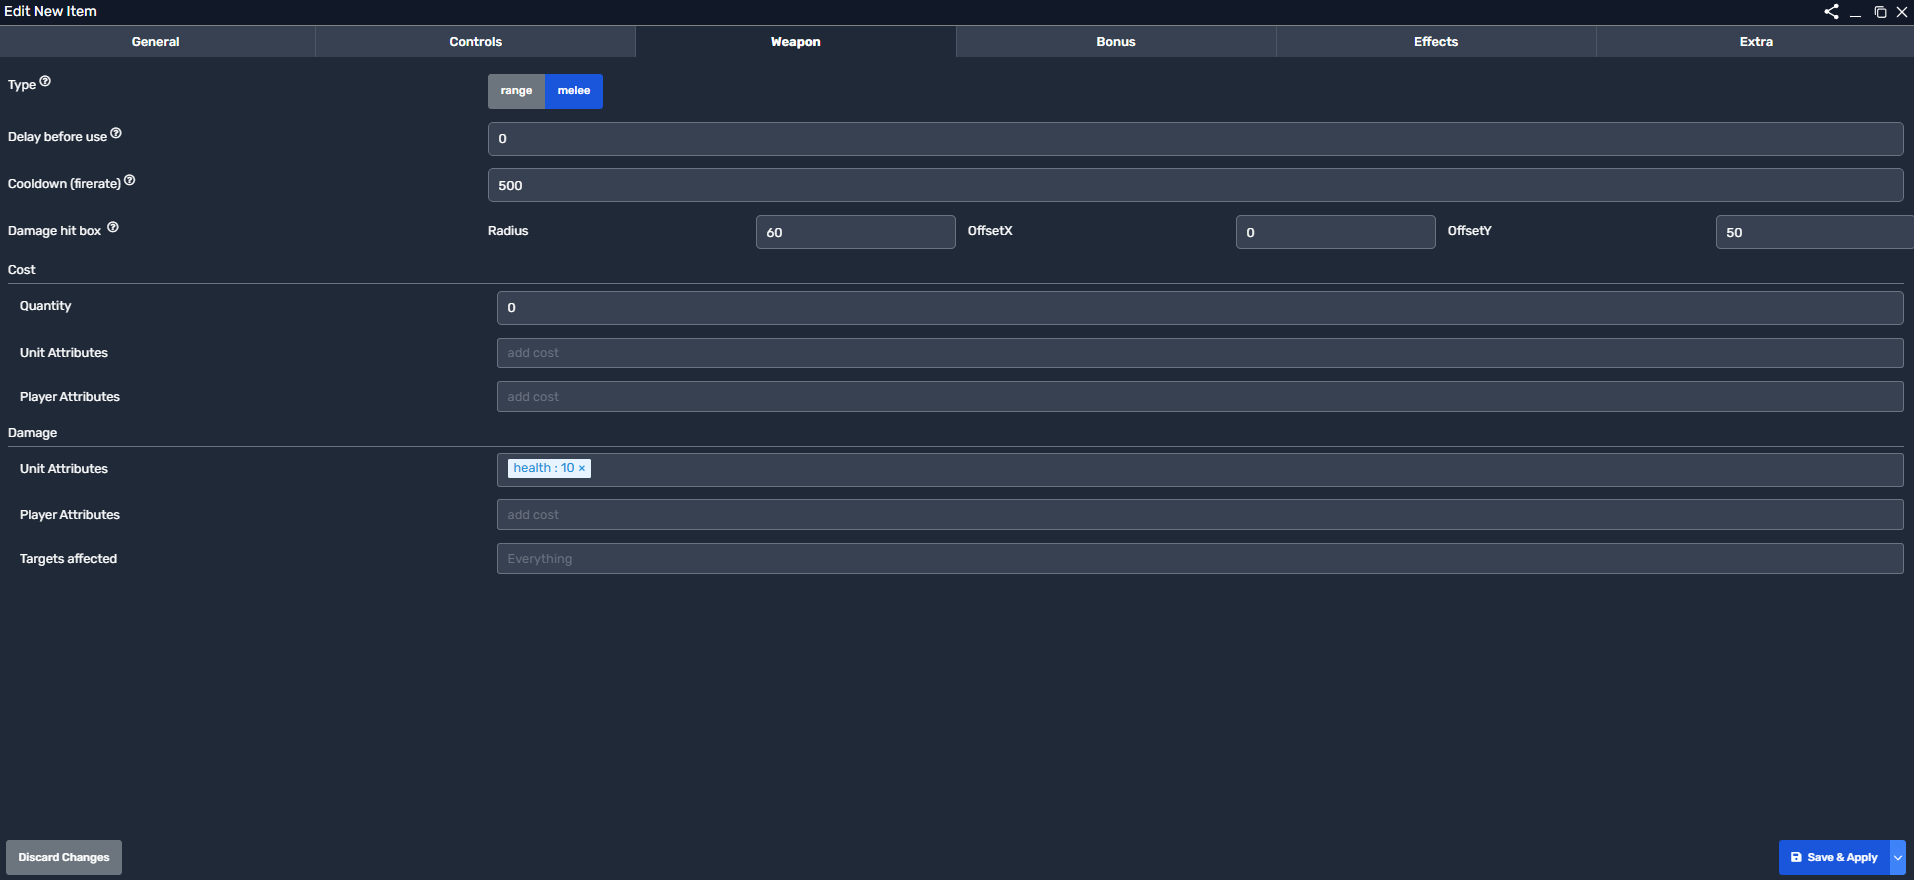 Edit New Item
General Controls Weapon Bonus Effects Extra
Type
range melee
Delay before use
0
Cooldown (firerate)
500
Damage hit box Radius 60 OffsetX 0 OffsetY 50
Cost
Quantity 0
Unit Attributes add cost
Player Attributes add cost
Damage
Unit Attributes health : 10 ×
Player Attributes add cost
Targets affected Everything
Discard Changes Save & Apply